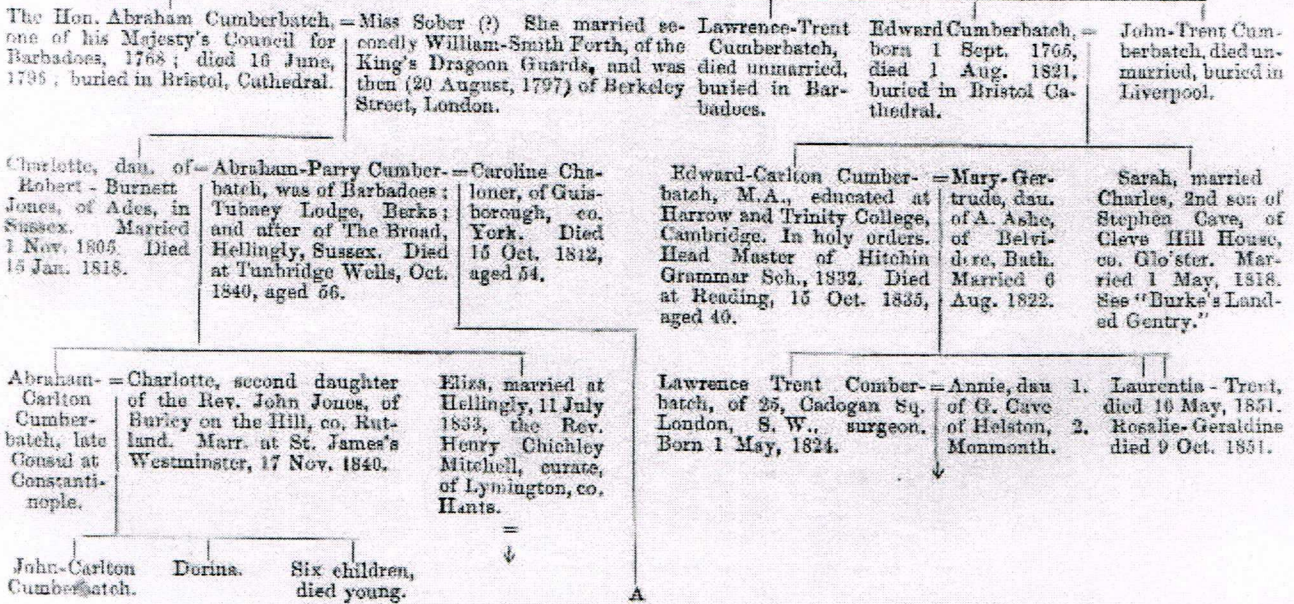 The Hon. Abraham Cumberbatch,
one of his Majesty's Council for
Barbadoes, 1768 ; died 16 June,
1796 ; buried in Bristol, Cathedral.
= Miss Sober (?) She married se-
condly William-Smith Forth, of the
King's Dragoon Guards, and was
then (20 August, 1797) of Berkeley
Street, London.
Lawrence-Trent
Cumberbatch,
died unmarried,
buried in Bar-
badoes.
Edward Cumberbatch, =
born 1 Sept. 1765,
died 1 Aug. 1821,
buried in Bristol Ca-
thedral.
John-Trent Cum-
berbatch, died un-
married, buried in
Liverpool.
Charlotte, dau. of
Robert - Burnett
Jones, of Ades, in
Sussex. Married
1 Nov. 1805. Died
15 Jan. 1818.
= Abraham-Parry Cumber-
batch, was of Barbadoes ;
Tubney Lodge, Berks ;
and after of The Broad,
Hellingly, Sussex. Died
at Tunbridge Wells, Oct.
1840, aged 56.
= Caroline Cha-
loner, of Guis-
borough, co.
York. Died
15 Oct. 1842,
aged 54.
Edward-Carlton Cumber-
batch, M.A., educated at
Harrow and Trinity College,
Cambridge. In holy orders.
Head Master of Hitchin
Grammar Sch., 1832. Died
at Reading, 15 Oct. 1835,
aged 40.
= Mary-Ger-
trude, dau.
of A. Ashe,
of Belvi-
dere, Bath.
Married 6
Aug. 1822.
Sarah, married
Charles, 2nd son of
Stephen Cave, of
Cleve Hill House,
co. Glo'ster. Mar-
ried 1 May, 1818.
See "Burke's Land-
ed Gentry."
Abraham-
Carlton
Cumber-
batch, late
Consul at
Constanti-
nople.
= Charlotte, second daughter
of the Rev. John Jones, of
Burley on the Hill, co. Rut-
land. Marr. at St. James's
Westminster, 17 Nov. 1840.
Eliza, married at
Hellingly, 11 July
1833, the Rev.
Henry Chichley
Mitchell, curate,
of Lymington, co.
Hants.
=
Lawrence Trent Comber-
batch, of 25, Cadogan Sq.
London, S. W., surgeon.
Born 1 May, 1824.
= Annie, dau
of G. Cave
of Helston,
Monmonth.
1. Laurentia - Trent,
died 16 May, 1851.
2. Rosalie-Geraldine
died 9 Oct. 1851.
John-Carlton
Cumberbatch.
Dorina.
Six children,
died young.
A